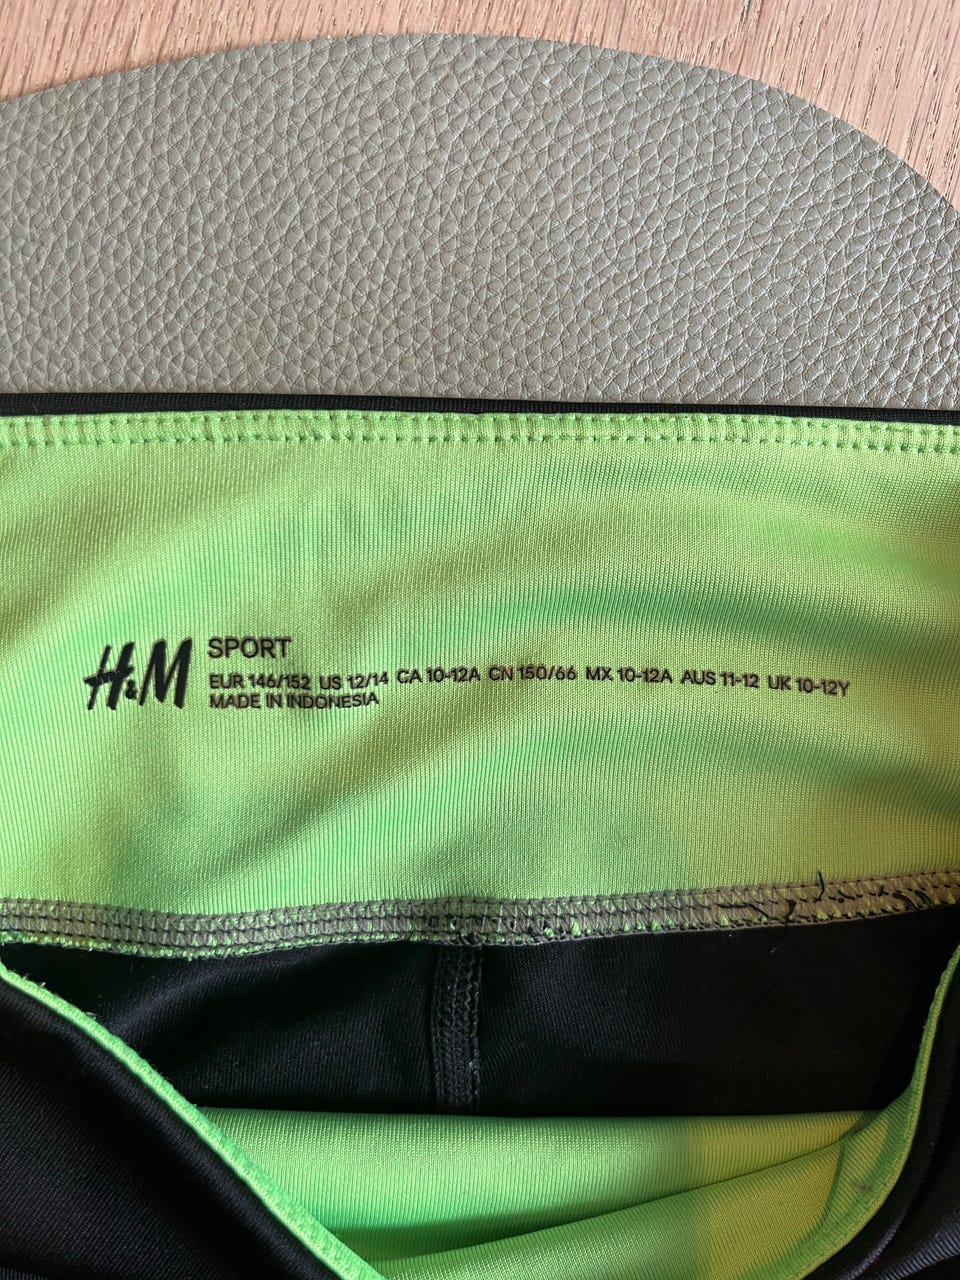 H&M SPORT
EUR 146/152 US 12/14 CA 10-12A CN 150/66 MX 10-12A AUS 11-12 UK 10-12Y
MADE IN INDONESIA